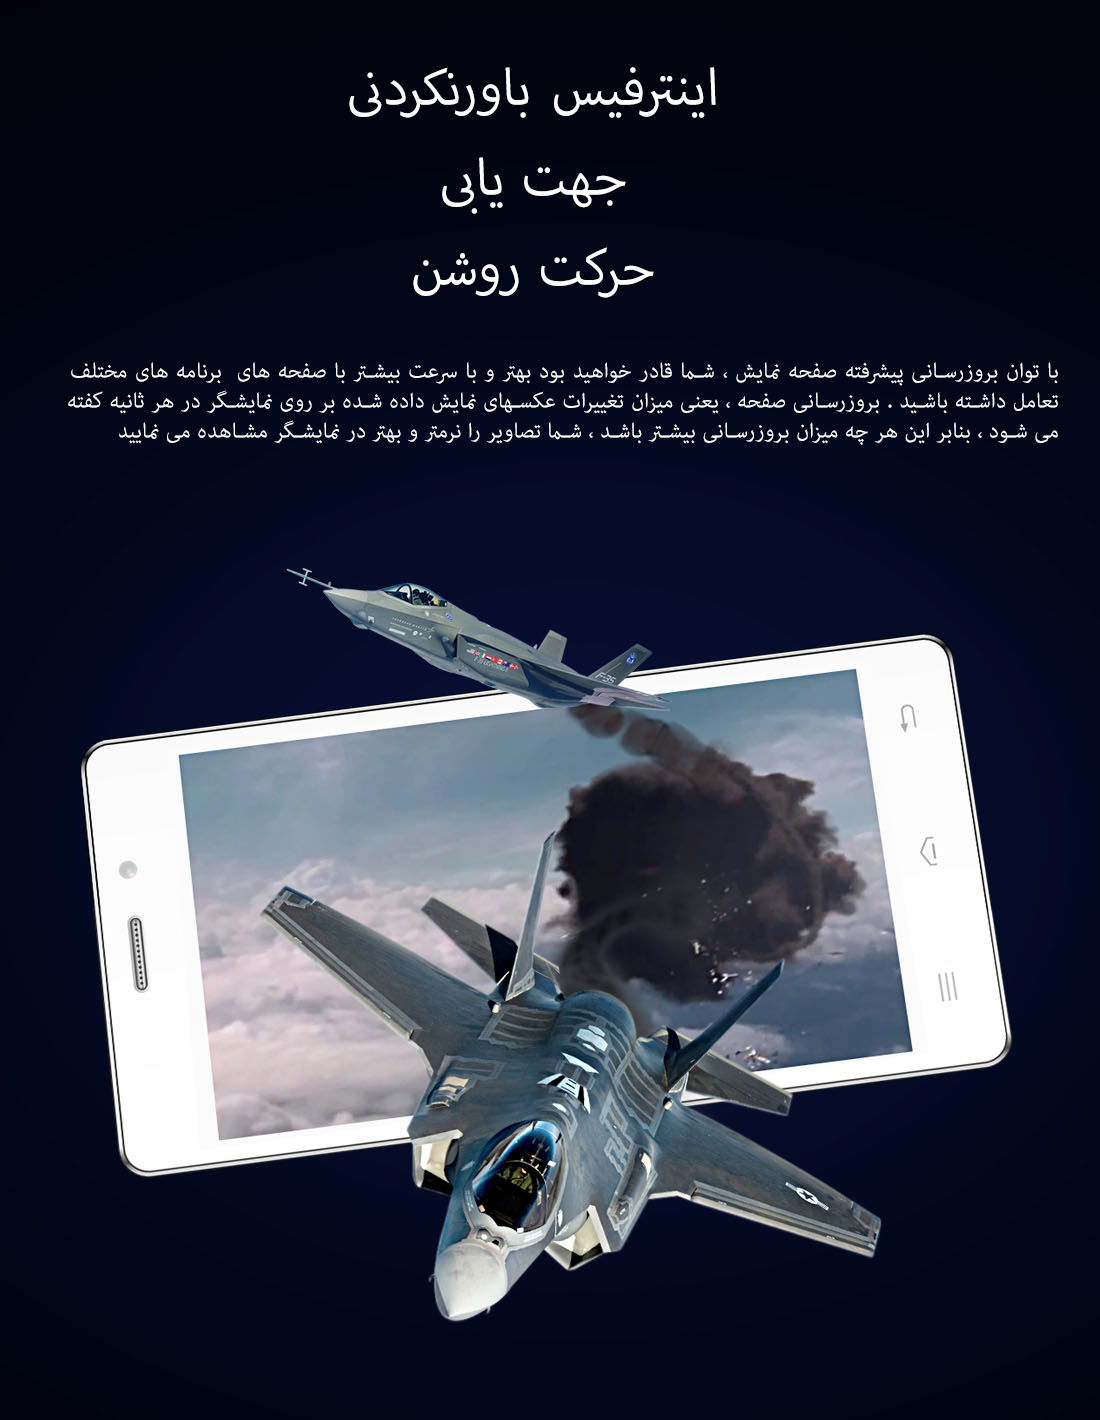 اینترفیس باورنکردنی
جهت یابی
حرکت روشن
با توان بروزرسانی پیشرفته صفحه نمایش ، شما قادر خواهید بود بهتر و با سرعت بیشتر با صفحه های برنامه های مختلف
تعامل داشته باشید . بروزرسانی صفحه ، یعنی میزان تغییرات عکسهای نمایش داده شده بر روی نمایشگر در هر ثانیه کفته
می شود ، بنابر این هر چه میزان بروزرسانی بیشتر باشد ، شما تصاویر را نرمتر و بهتر در نمایشگر مشاهده می نمایید
F-35